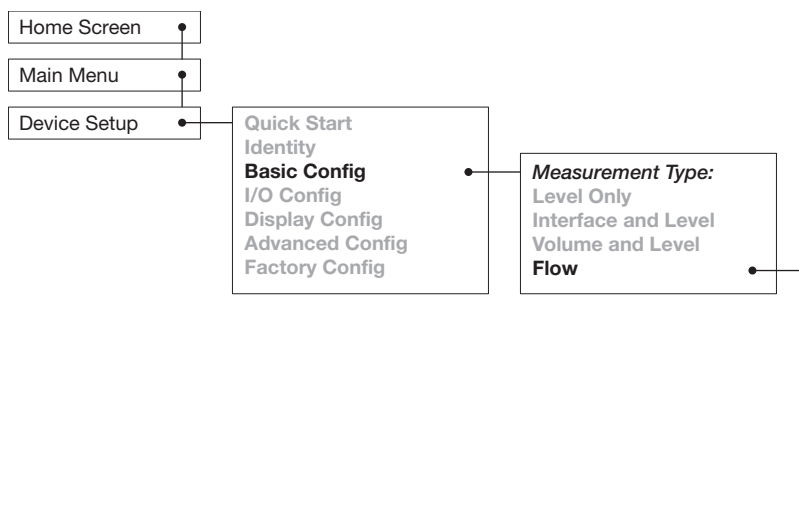 Home Screen
Main Menu
Device Setup
Quick Start
Identity
Basic Config
I/O Config
Display Config
Advanced Config
Factory Config
Measurement Type:
Level Only
Interface and Level
Volume and Level
Flow